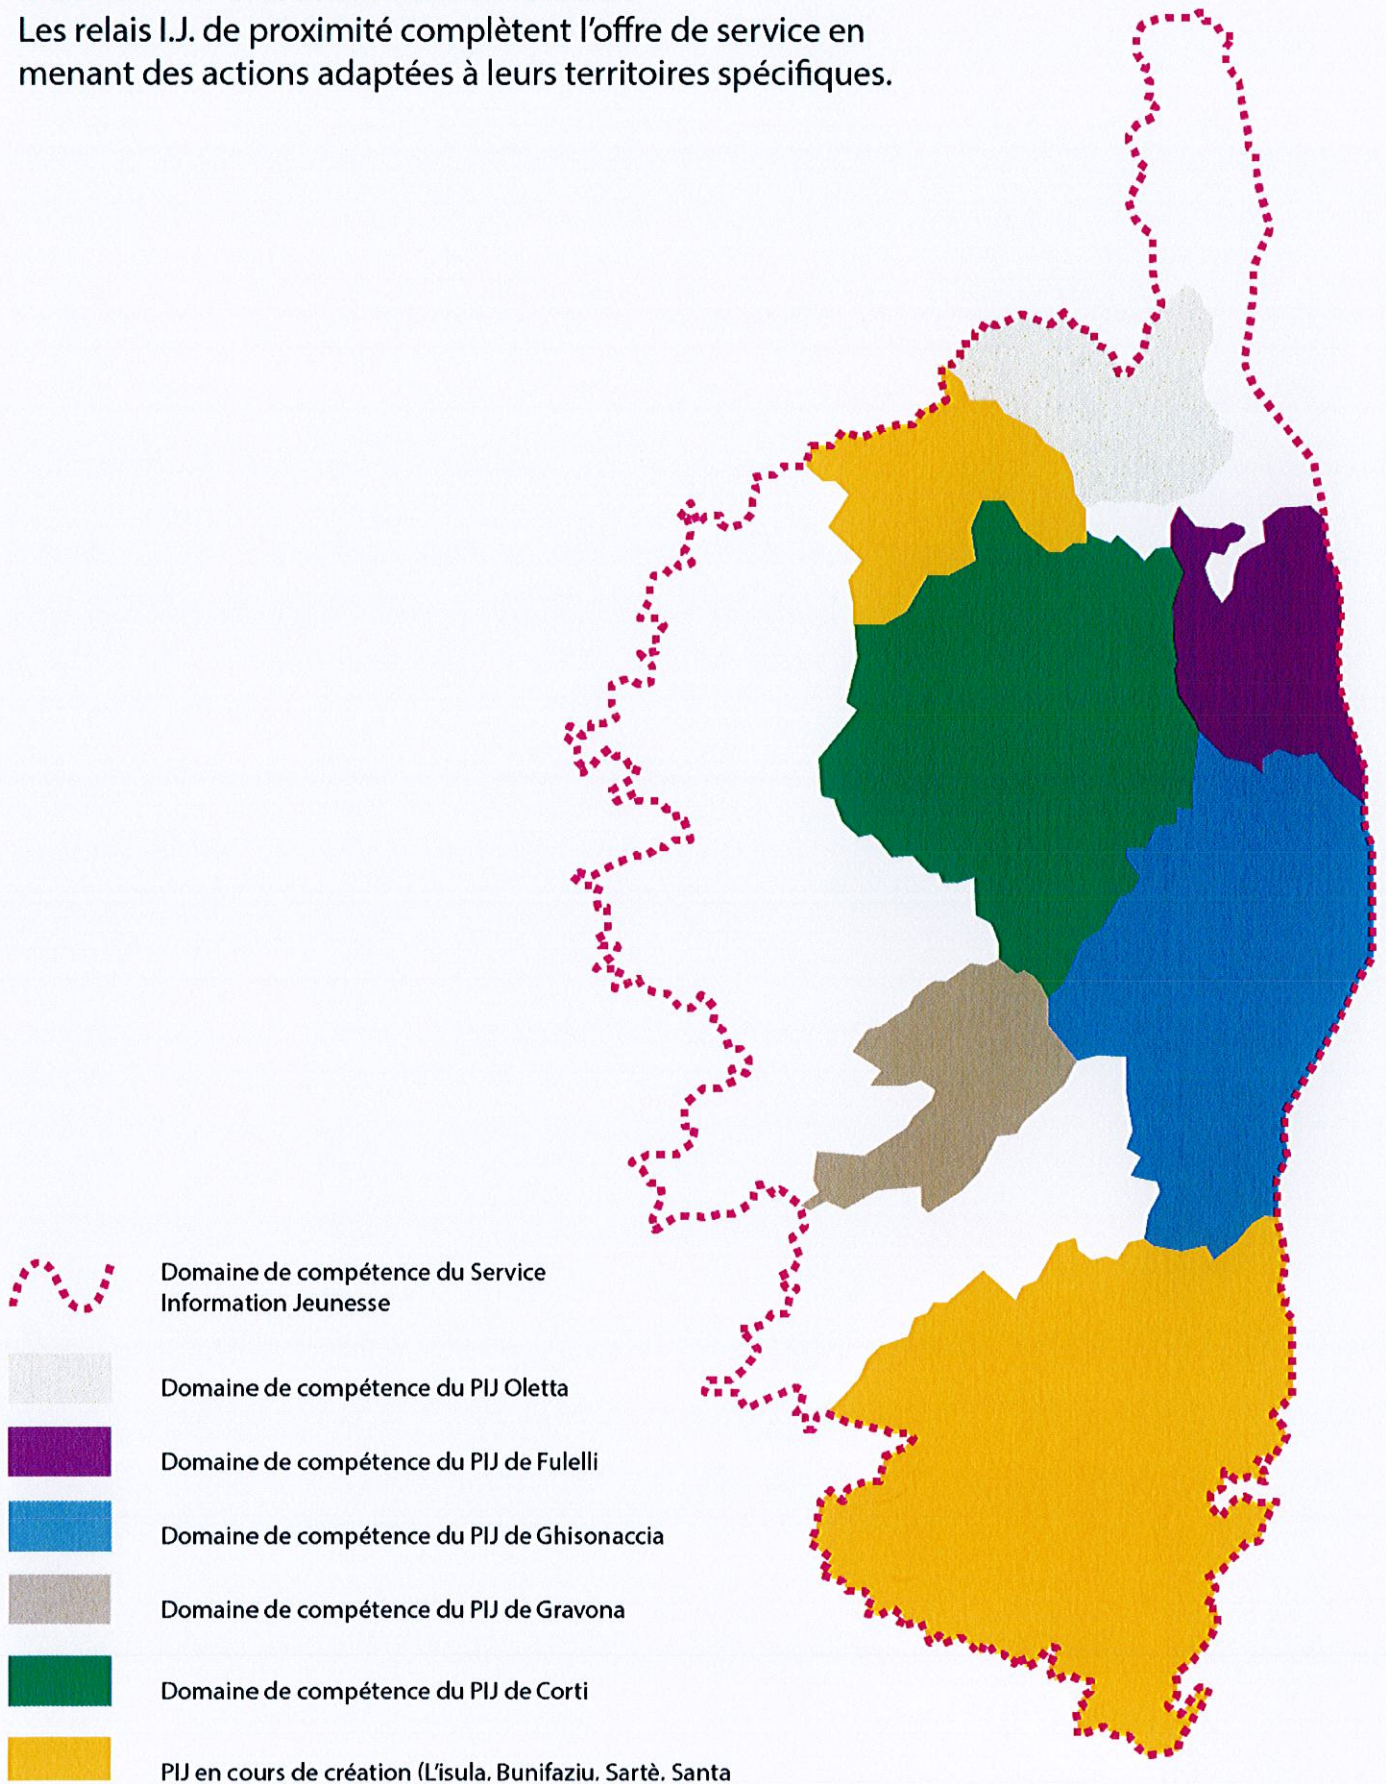 Les relais I.J. de proximité complètent l'offre de service en
menant des actions adaptées à leurs territoires spécifiques.
Domaine de compétence du Service
Information Jeunesse
Domaine de compétence du PIJ Oletta
Domaine de compétence du PIJ de Fulelli
Domaine de compétence du PIJ de Ghisonaccia
Domaine de compétence du PIJ de Gravona
Domaine de compétence du PIJ de Corti
PIJ en cours de création (L'isula, Bunifaziu, Sartè, Santa